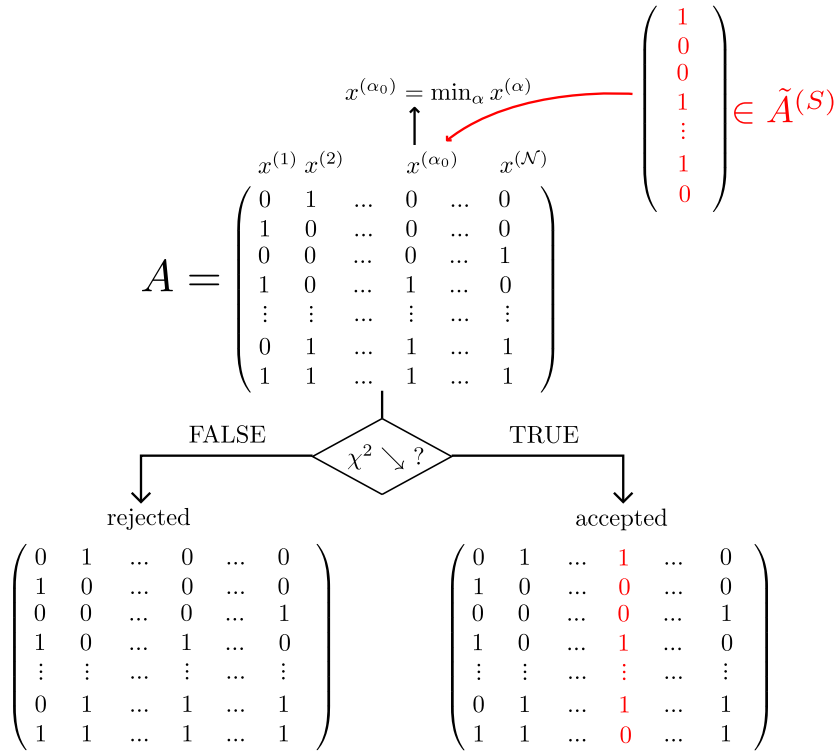 1
0
0
1
⋮
1
0
∈ Ã^(S)
x^(α₀) = min_α x^(α)
x^(1) x^(2) x^(α₀) x^(𝒩)
A =
0 1 ... 0 ... 0
1 0 ... 0 ... 0
0 0 ... 0 ... 1
1 0 ... 1 ... 0
⋮ ⋮ ... ⋮ ... ⋮
0 1 ... 1 ... 1
1 1 ... 1 ... 1
FALSE
χ² ↘ ?
TRUE
rejected
0 1 ... 0 ... 0
1 0 ... 0 ... 0
0 0 ... 0 ... 1
1 0 ... 1 ... 0
⋮ ⋮ ... ⋮ ... ⋮
0 1 ... 1 ... 1
1 1 ... 1 ... 1
accepted
0 1 ... 1 ... 0
1 0 ... 0 ... 0
0 0 ... 0 ... 1
1 0 ... 1 ... 0
⋮ ⋮ ... ⋮ ... ⋮
0 1 ... 1 ... 1
1 1 ... 0 ... 1